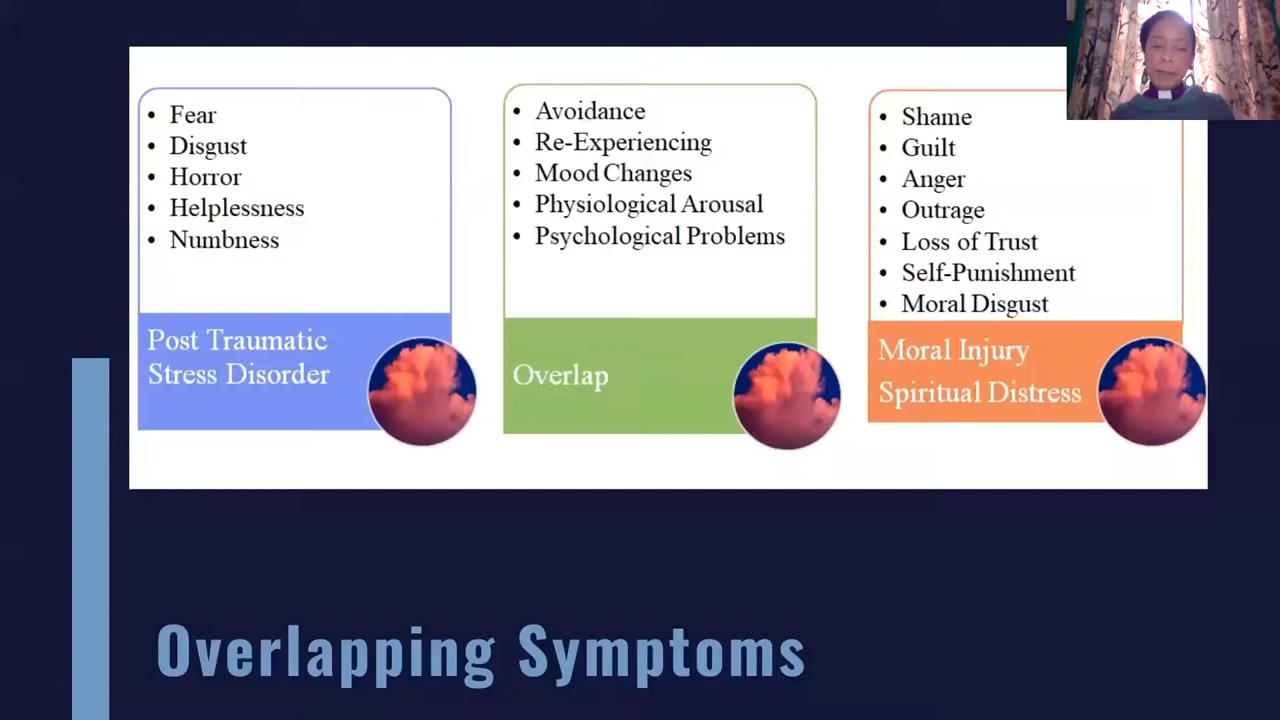 • Fear
• Disgust
• Horror
• Helplessness
• Numbness
Post Traumatic
Stress Disorder
• Avoidance
• Re-Experiencing
• Mood Changes
• Physiological Arousal
• Psychological Problems
Overlap
• Shame
• Guilt
• Anger
• Outrage
• Loss of Trust
• Self-Punishment
• Moral Disgust
Moral Injury
Spiritual Distress
Overlapping Symptoms